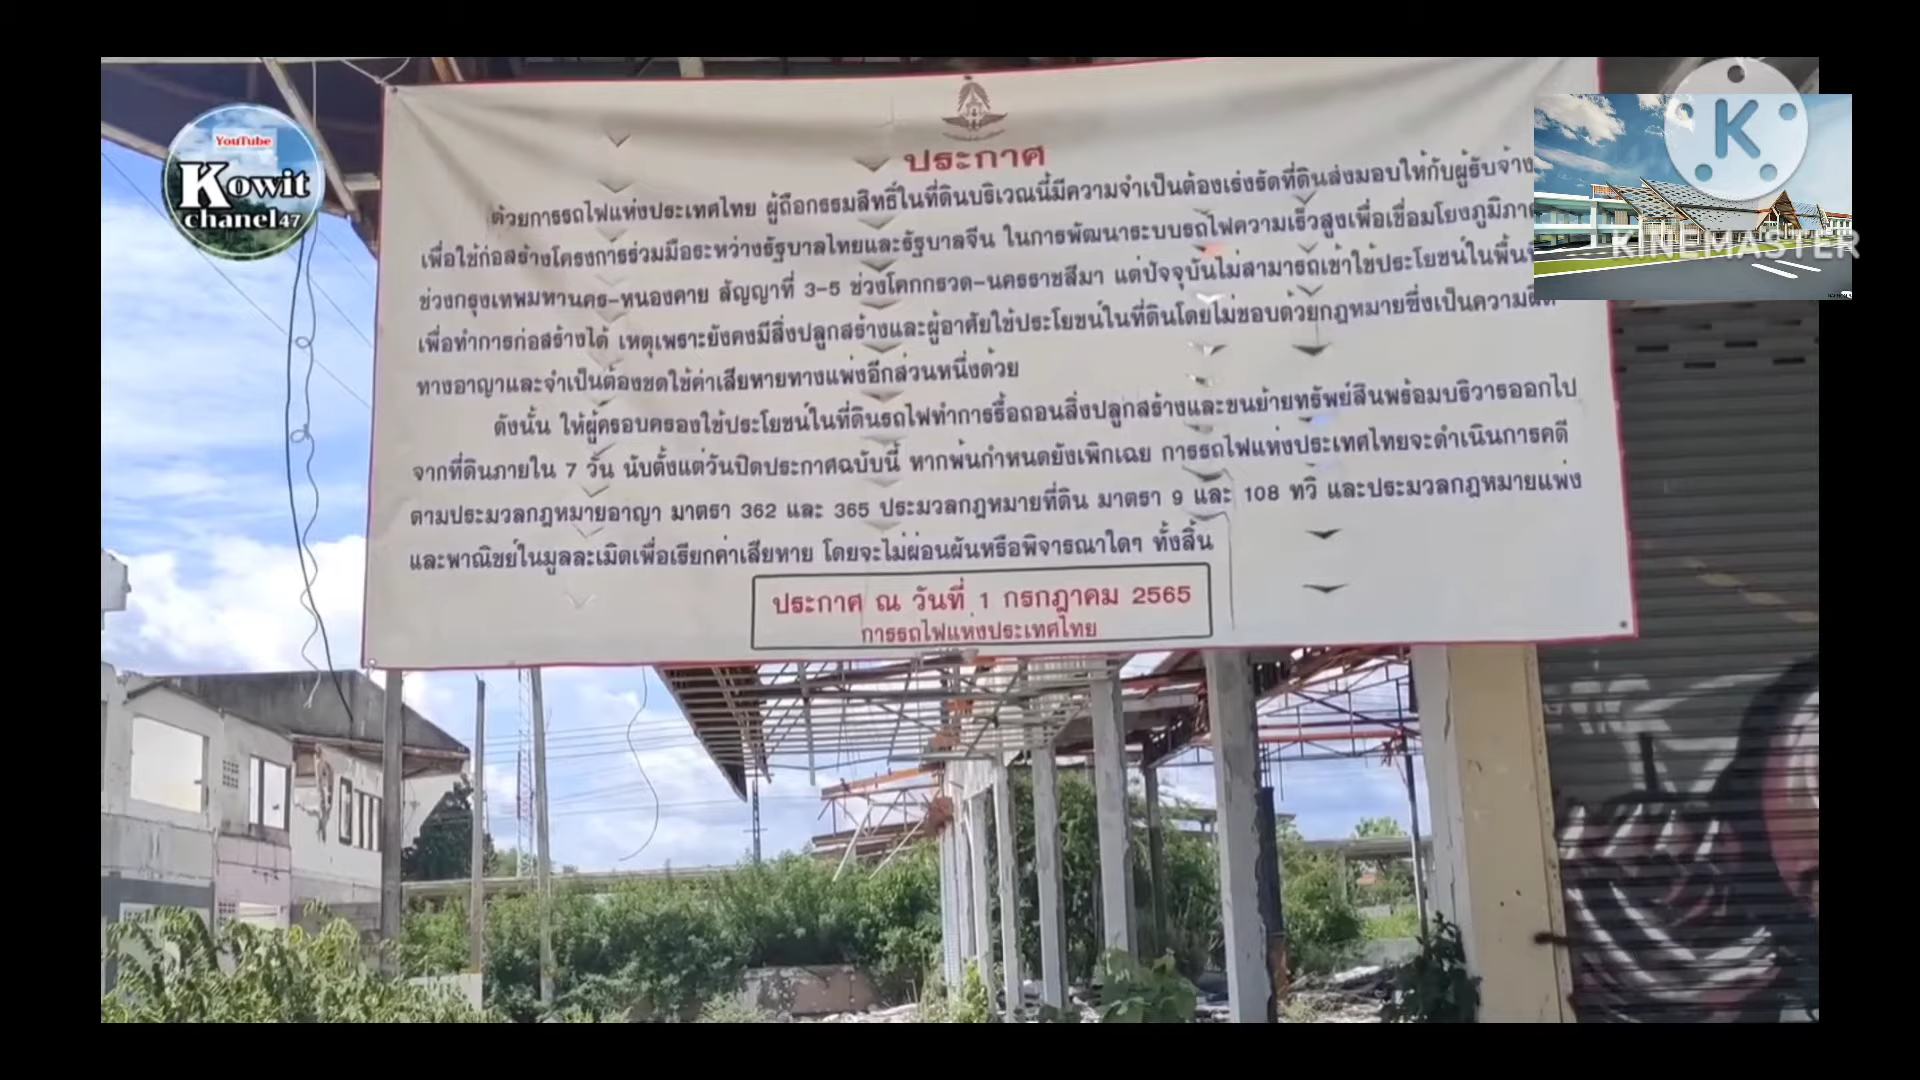 YouTube
Kowit
chanel47
KINEMASTER
ประกาศ
ด้วยการรถไฟแห่งประเทศไทย ผู้ถือกรรมสิทธิ์ในที่ดินบริเวณนี้มีความจำเป็นต้องเร่งรัดที่ดินส่งมอบให้กับผู้รับจ้าง
เพื่อใช้ก่อสร้างโครงการร่วมมือระหว่างรัฐบาลไทยและรัฐบาลจีน ในการพัฒนาระบบรถไฟความเร็วสูงเพื่อเชื่อมโยง
ช่วงกรุงเทพมหานคร-หนองคาย สัญญาที่ 3-5 ช่วงโคกกรวด-นครราชสีมา แต่ปัจจุบันไม่สามารถเข้าใช้ประโยชน์ใน
เพื่อทำการก่อสร้างได้ เหตุเพราะยังคงมีสิ่งปลูกสร้างและผู้อาศัยใช้ประโยชน์ในที่ดินโดยไม่ชอบด้วยกฎหมายซึ่งเป็นความผิด
ทางอาญาและจำเป็นต้องชดใช้ค่าเสียหายทางแพ่งอีกส่วนหนึ่งด้วย
ดังนั้น ให้ผู้ครอบครองใช้ประโยชน์ในที่ดินรถไฟทำการรื้อถอนสิ่งปลูกสร้างและขนย้ายทรัพย์สินพร้อมบริวารออกไป
จากที่ดินภายใน 7 วัน นับตั้งแต่วันปิดประกาศฉบับนี้ หากพ้นกำหนดยังเพิกเฉย การรถไฟแห่งประเทศไทยจะดำเนินการคดี
ตามประมวลกฎหมายอาญา มาตรา 362 และ 365 ประมวลกฎหมายที่ดิน มาตรา 9 และ 108 ทวิ และประมวลกฎหมายแพ่ง
และพาณิชย์ในมูลละเมิดเพื่อเรียกค่าเสียหาย โดยจะไม่ผ่อนผันหรือพิจารณาใดๆ ทั้งสิ้น
ประกาศ ณ วันที่ 1 กรกฎาคม 2565
การรถไฟแห่งประเทศไทย